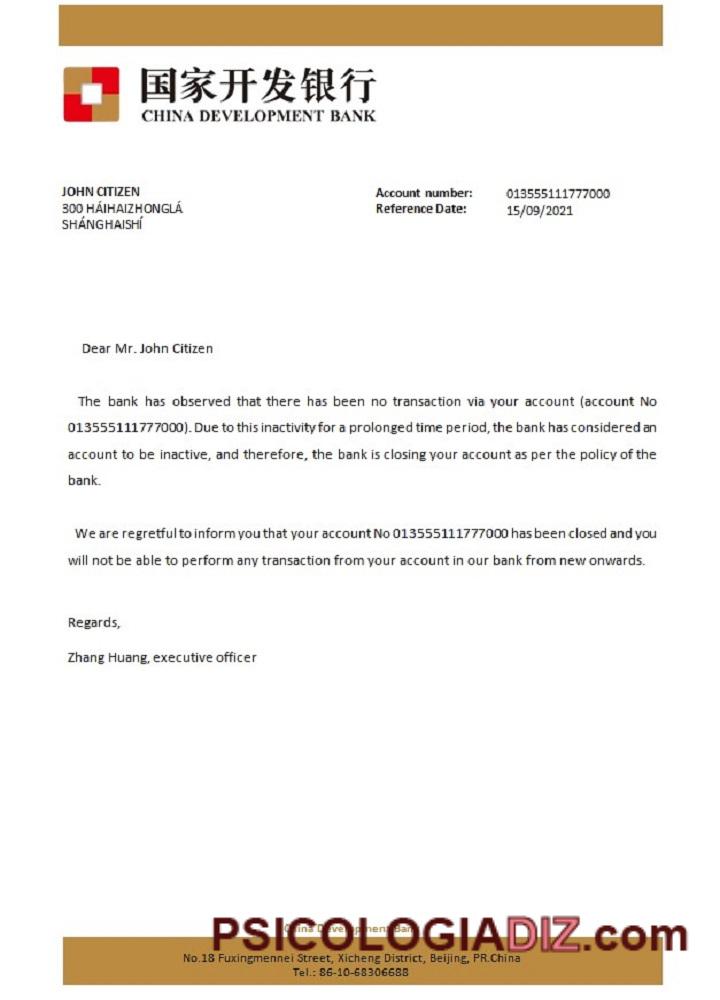 国家开发银行
CHINA DEVELOPMENT BANK
JOHN CITIZEN
300 HÁIHAIZHONGLÁ
SHÁNGHAISHÍ
Account number: 013555111777000
Reference Date: 15/09/2021
Dear Mr. John Citizen
The bank has observed that there has been no transaction via your account (account No
013555111777000). Due to this inactivity for a prolonged time period, the bank has considered an
account to be inactive, and therefore, the bank is closing your account as per the policy of the
bank.
We are regretful to inform you that your account No 013555111777000 has been closed and you
will not be able to perform any transaction from your account in our bank from new onwards.
Regards,
Zhang Huang, executive officer
China Development Bank
PSICOLOGIADIZ.com
No.18 Fuxingmennei Street, Xicheng District, Beijing, PR.China
Tel.: 86-10-68306688